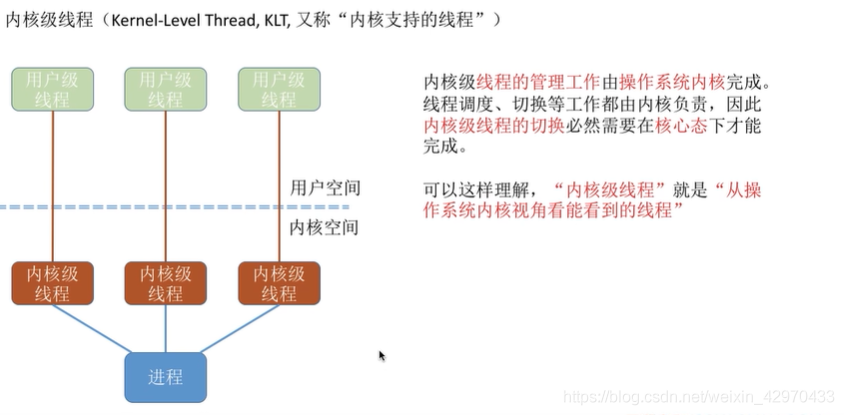 内核级线程（Kernel-Level Thread, KLT, 又称“内核支持的线程”）
用户级
线程
用户级
线程
用户级
线程
内核级线程的管理工作由操作系统内核完成。
线程调度、切换等工作都由内核负责，因此
内核级线程的切换必然需要在核心态下才能
完成。
可以这样理解，“内核级线程”就是“从操
作系统内核视角看能看到的线程”
用户空间
内核空间
内核级
线程
内核级
线程
内核级
线程
进程
https://blog.csdn.net/weixin_42970433